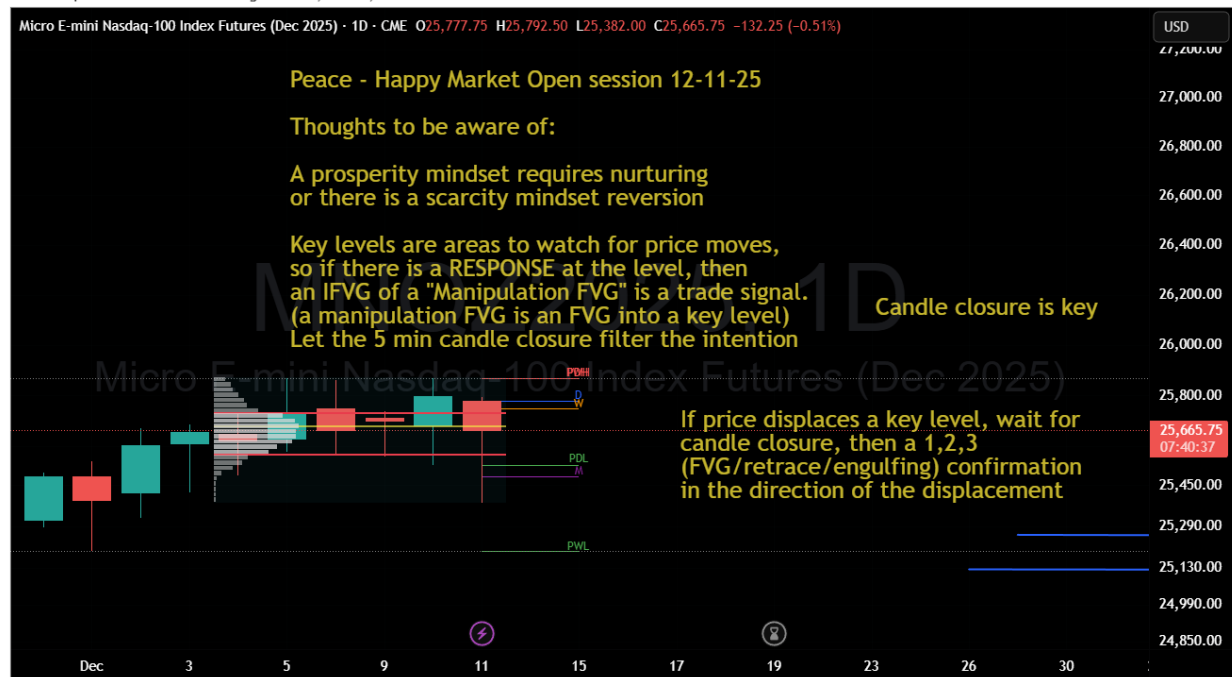 Micro E-mini Nasdaq-100 Index Futures (Dec 2025) · 1D · CME O25,777.75 H25,792.50 L25,382.00 C25,665.75 −132.25 (−0.51%)
USD
27,200.00
Peace - Happy Market Open session 12-11-25
27,000.00
Thoughts to be aware of:
26,800.00
A prosperity mindset requires nurturing
or there is a scarcity mindset reversion
26,600.00
Key levels are areas to watch for price moves,
so if there is a RESPONSE at the level, then
an IFVG of a "Manipulation FVG" is a trade signal.
(a manipulation FVG is an FVG into a key level)
Let the 5 min candle closure filter the intention
26,400.00
26,200.00
Candle closure is key
26,000.00
MNQZ2025, 1D
Micro E-mini Nasdaq-100 Index Futures (Dec 2025)
25,800.00
D
W
If price displaces a key level, wait for
candle closure, then a 1,2,3
(FVG/retrace/engulfing) confirmation
in the direction of the displacement
25,665.75
07:40:37
PDL
M
25,450.00
25,290.00
PWL
25,130.00
24,990.00
24,850.00
Dec 3 5 9 11 15 17 19 23 26 30